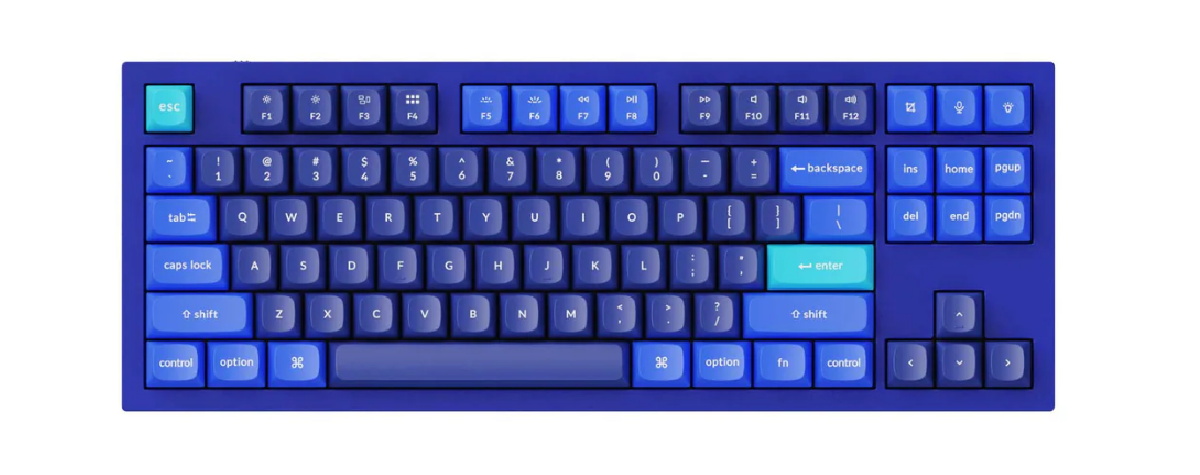 esc F1 F2 F3 F4 F5 F6 F7 F8 F9 F10 F11 F12
~ ! @ # $ % ^ & * ( ) — +
` 1 2 3 4 5 6 7 8 9 0 - = ← backspace ins home pgup
tab Q W E R T Y U I O P { } |
[ ] \ del end pgdn
caps lock A S D F G H J K L : "
; ' ↵ enter
⇧ shift Z X C V B N M < > ? ⇧ shift ^
, . /
control option ⌘ ⌘ option fn control < v >